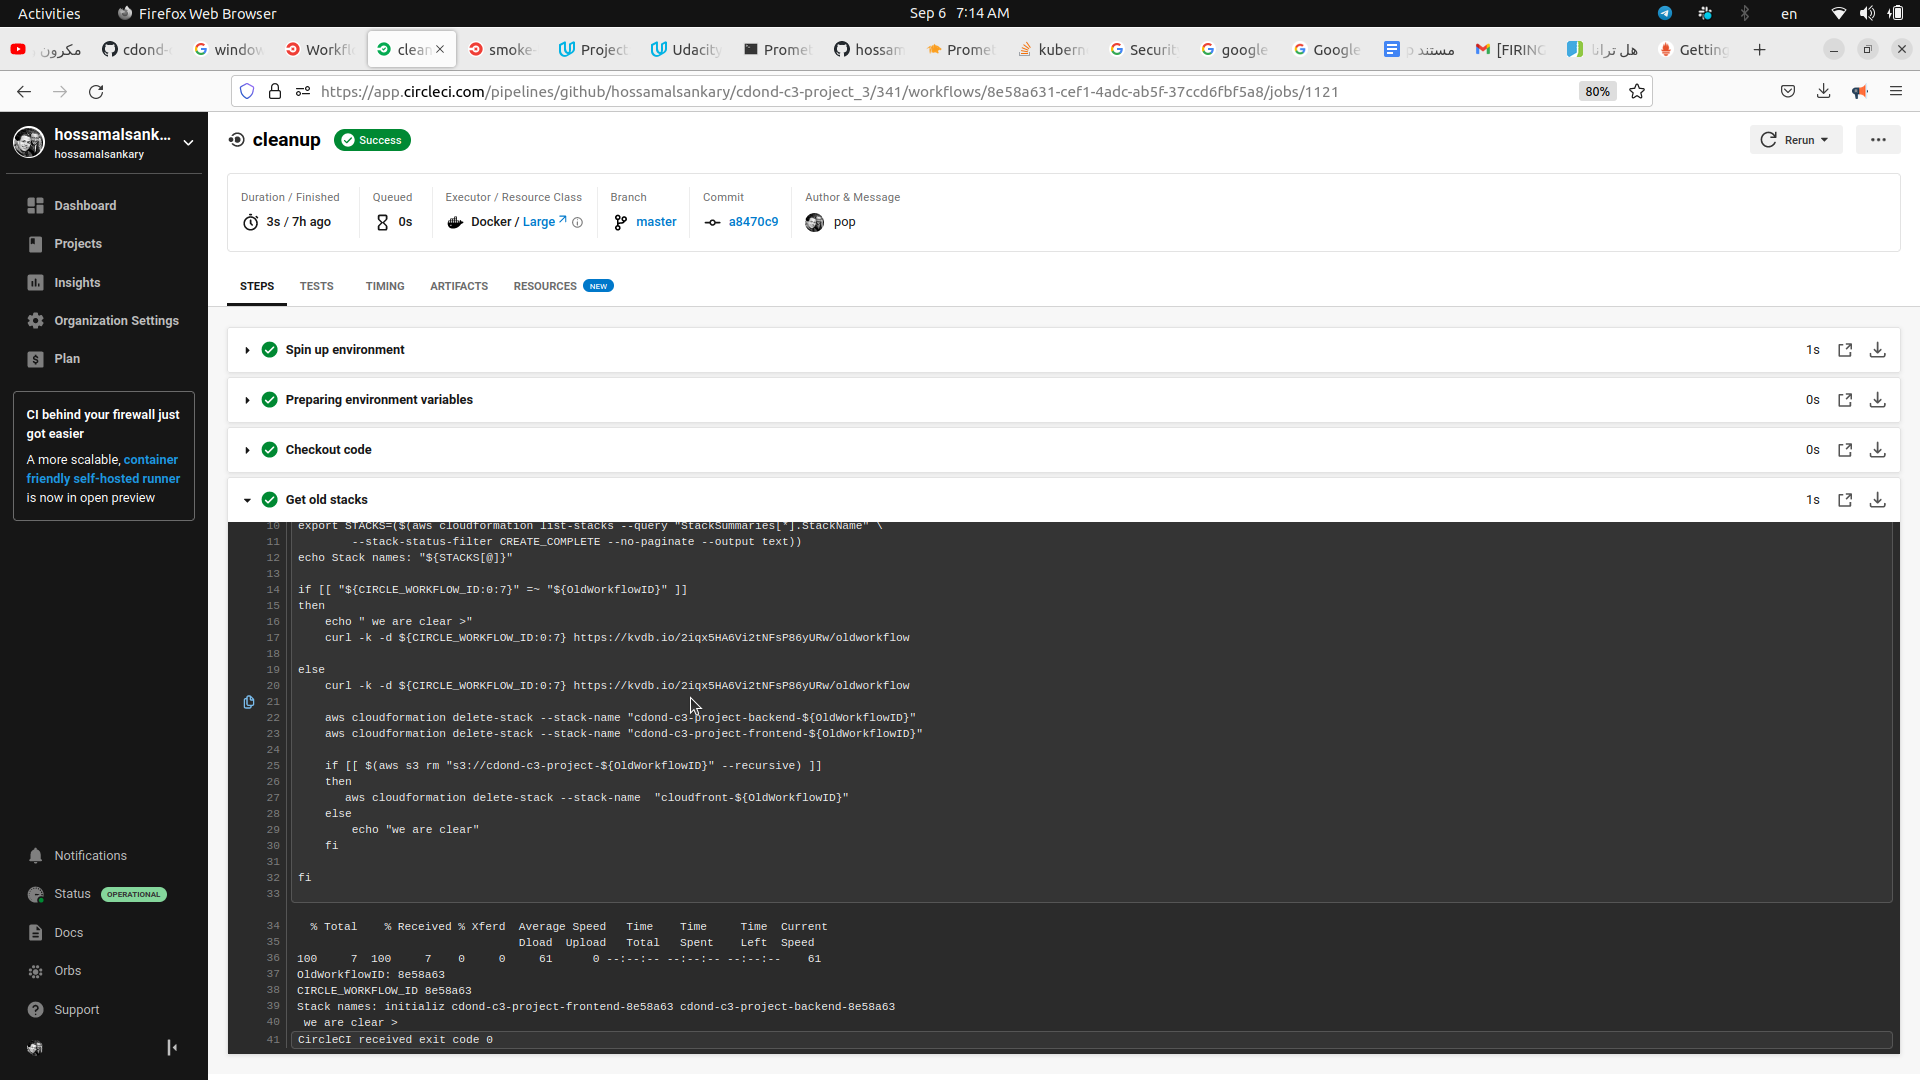 Activities
Firefox Web Browser
Sep 6 7:14 AM
en
مكرون
cdond-
window
Workfl
clean
smoke-
Project
Udacity
Promet
hossam
Promet
kubern
Securit
google
Google
مستند p
[FIRING
هل ترانا
Getting
https://app.circleci.com/pipelines/github/hossamalsankary/cdond-c3-project_3/341/workflows/8e58a631-cef1-4adc-ab5f-37ccd6fbf5a8/jobs/1121
80%
hossamalsank...
hossamalsankary
Dashboard
Projects
Insights
Organization Settings
Plan
CI behind your firewall just
got easier
A more scalable, container
friendly self-hosted runner
is now in open preview
Notifications
Status OPERATIONAL
Docs
Orbs
Support
cleanup
Success
Rerun
Duration / Finished
3s / 7h ago
Queued
0s
Executor / Resource Class
Docker / Large
Branch
master
Commit
a8470c9
Author & Message
pop
STEPS
TESTS
TIMING
ARTIFACTS
RESOURCES NEW
Spin up environment 1s
Preparing environment variables 0s
Checkout code 0s
Get old stacks 1s
10 export STACKS=($(aws cloudformation list-stacks --query "StackSummaries[*].StackName" \
11 --stack-status-filter CREATE_COMPLETE --no-paginate --output text))
12 echo Stack names: "${STACKS[@]}"
13
14 if [[ "${CIRCLE_WORKFLOW_ID:0:7}" =~ "${OldWorkflowID}" ]]
15 then
16 echo " we are clear >"
17 curl -k -d ${CIRCLE_WORKFLOW_ID:0:7} https://kvdb.io/2iqx5HA6Vi2tNFsP86yURw/oldworkflow
18
19 else
20 curl -k -d ${CIRCLE_WORKFLOW_ID:0:7} https://kvdb.io/2iqx5HA6Vi2tNFsP86yURw/oldworkflow
21
22 aws cloudformation delete-stack --stack-name "cdond-c3-project-backend-${OldWorkflowID}"
23 aws cloudformation delete-stack --stack-name "cdond-c3-project-frontend-${OldWorkflowID}"
24
25 if [[ $(aws s3 rm "s3://cdond-c3-project-${OldWorkflowID}" --recursive) ]]
26 then
27 aws cloudformation delete-stack --stack-name "cloudfront-${OldWorkflowID}"
28 else
29 echo "we are clear"
30 fi
31
32 fi
33
34 % Total % Received % Xferd Average Speed Time Time Time Current
35 Dload Upload Total Spent Left Speed
36 100 7 100 7 0 0 61 0 --:--:-- --:--:-- --:--:-- 61
37 OldWorkflowID: 8e58a63
38 CIRCLE_WORKFLOW_ID 8e58a63
39 Stack names: initializ cdond-c3-project-frontend-8e58a63 cdond-c3-project-backend-8e58a63
40 we are clear >
41 CircleCI received exit code 0